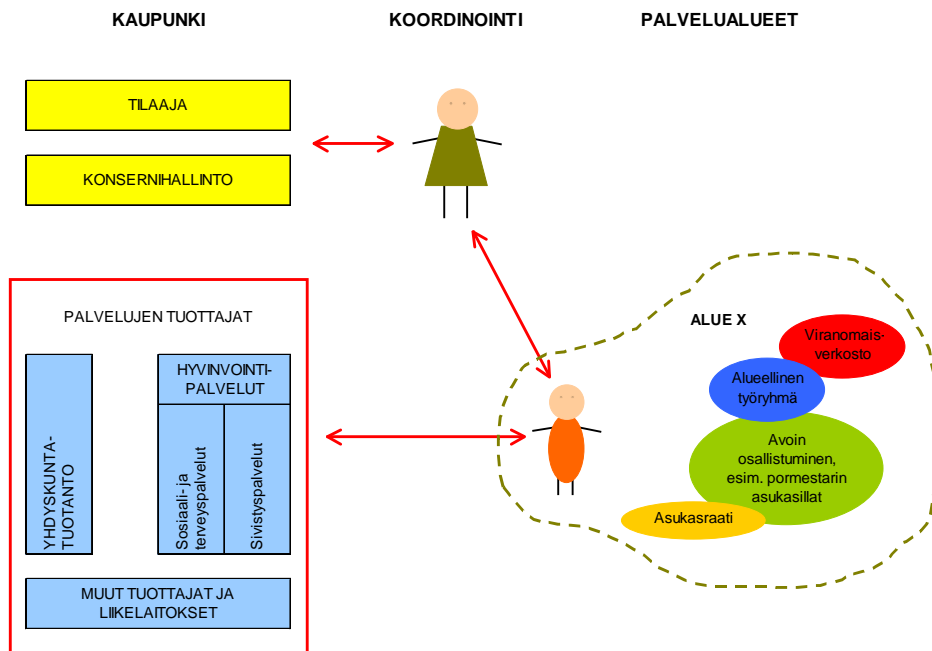 KAUPUNKI
KOORDINOINTI
PALVELUALUEET
TILAAJA
KONSERNIHALLINTO
PALVELUJEN TUOTTAJAT
YHDYSKUNTA-
TUOTANTO
HYVINVOINTI-
PALVELUT
Sosiaali- ja
terveyspalvelut
Sivistyspalvelut
MUUT TUOTTAJAT JA
LIIKELAITOKSET
ALUE X
Viranomais-
verkosto
Alueellinen
työryhmä
Avoin
osallistuminen,
esim. pormestarin
asukasillat
Asukasraati